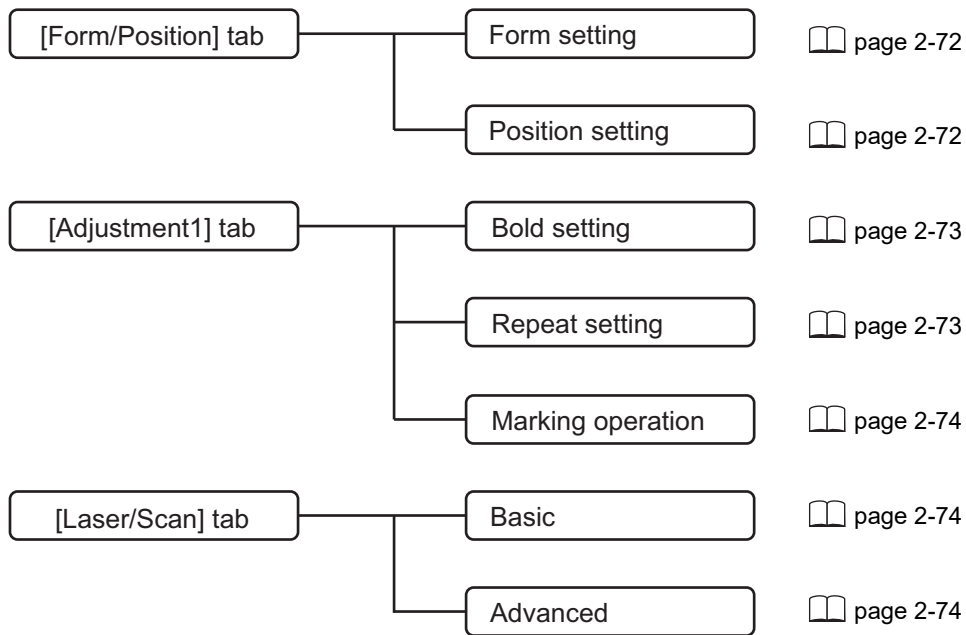 [Form/Position] tab
Form setting
page 2-72
Position setting
page 2-72
[Adjustment1] tab
Bold setting
page 2-73
Repeat setting
page 2-73
Marking operation
page 2-74
[Laser/Scan] tab
Basic
page 2-74
Advanced
page 2-74